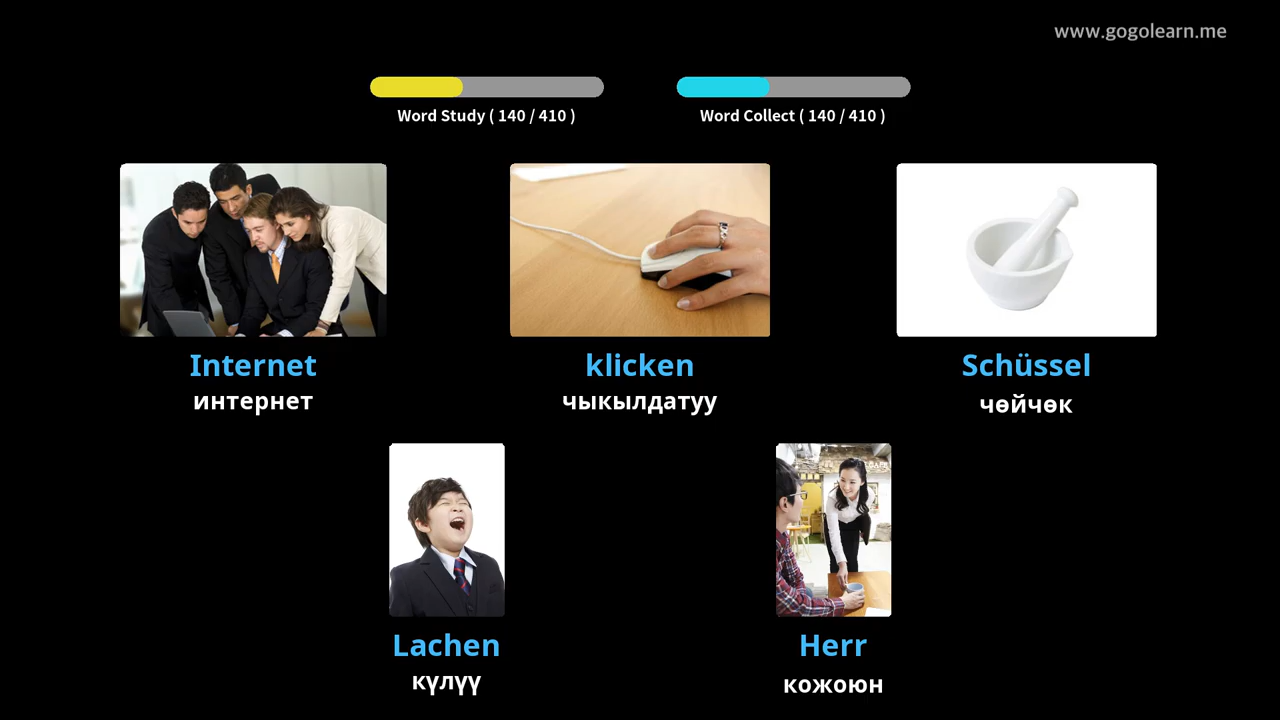 www.gogolearn.me
Word Study ( 140 / 410 )
Word Collect ( 140 / 410 )
Internet
интернет
klicken
чыкылдатуу
Schüssel
чөйчөк
Lachen
күлүү
Herr
кожоюн